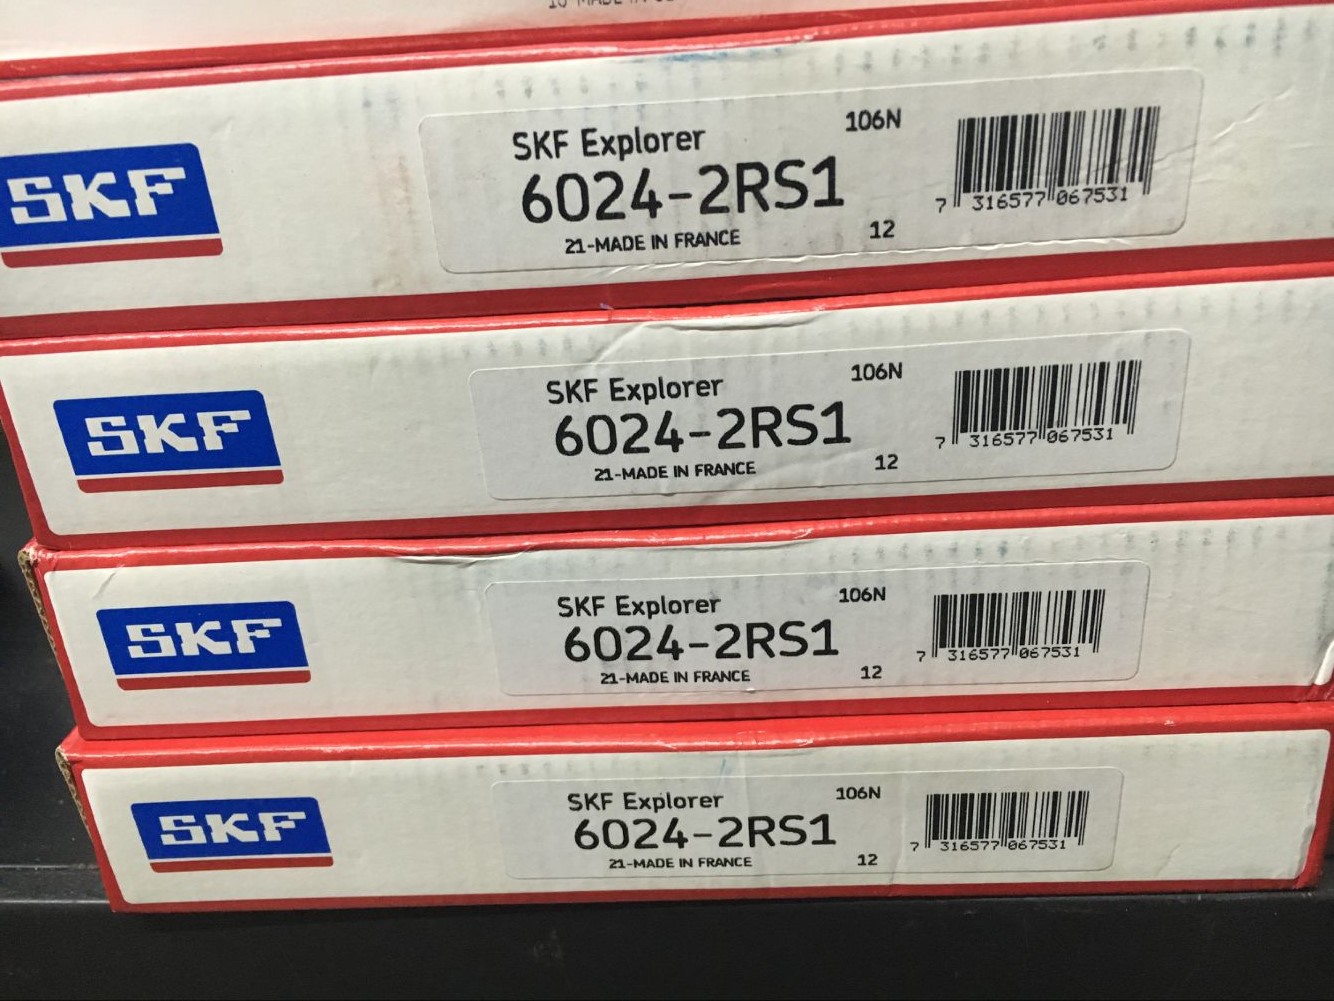 SKF
SKF Explorer
106N
6024-2RS1
21-MADE IN FRANCE
12
7 316577 067531
SKF
SKF Explorer
106N
6024-2RS1
21-MADE IN FRANCE
12
7 316577 067531
SKF
SKF Explorer
106N
6024-2RS1
21-MADE IN FRANCE
12
7 316577 067531
SKF
SKF Explorer
106N
6024-2RS1
21-MADE IN FRANCE
12
7 316577 067531